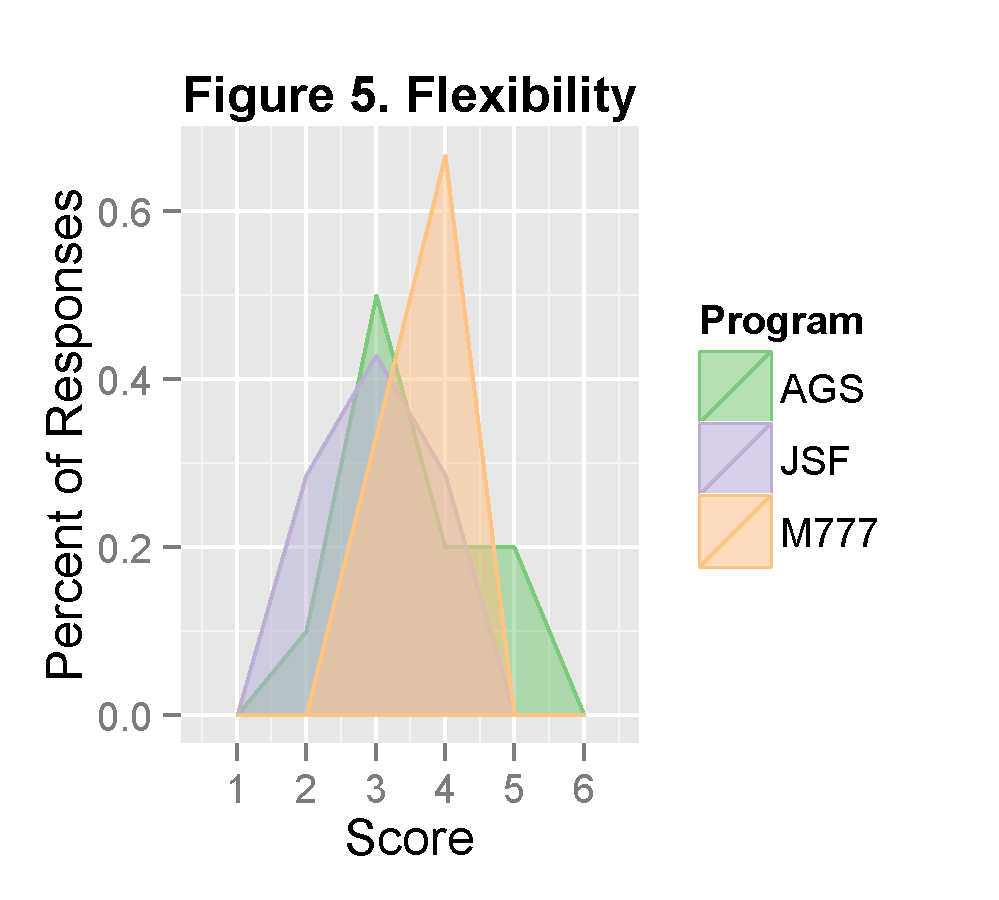 Figure 5. Flexibility
Percent of Responses
0.6
0.4
0.2
0.0
1 2 3 4 5 6
Score
Program
AGS
JSF
M777